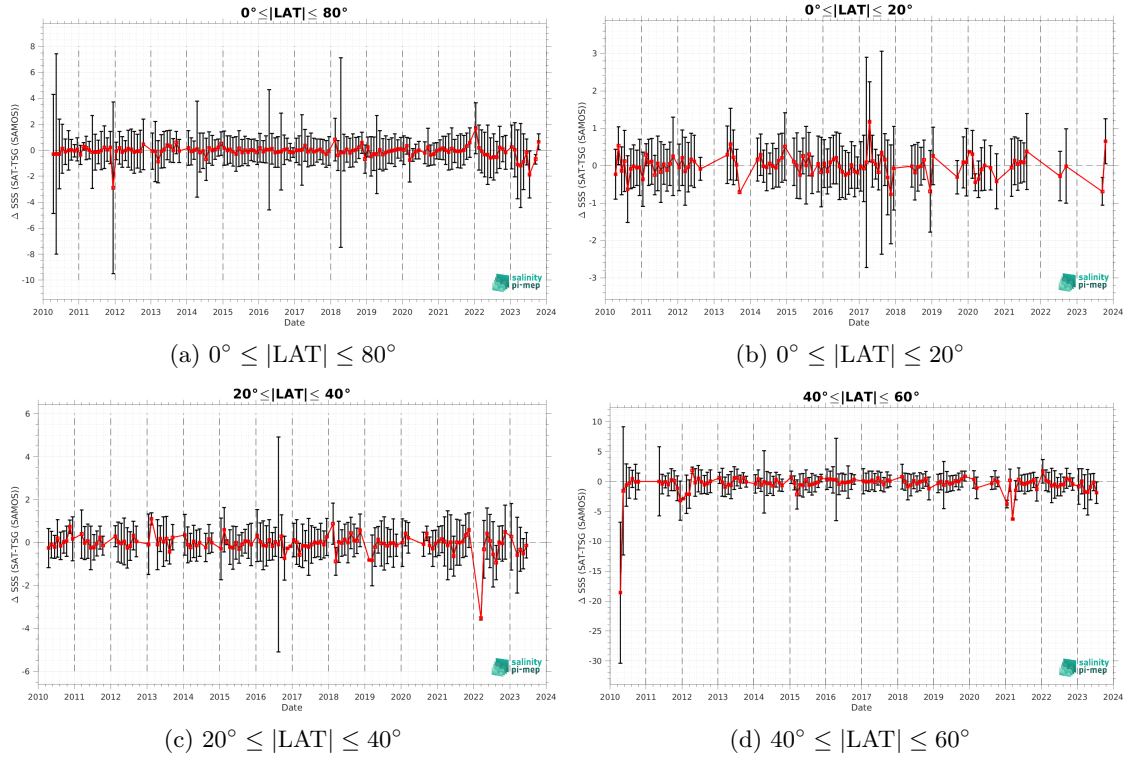 0°≤|LAT|≤ 80°
Δ SSS (SAT-TSG (SAMOS))
8
6
4
2
0
-2
-4
-6
-8
-10
2010 2011 2012 2013 2014 2015 2016 2017 2018 2019 2020 2021 2022 2023 2024
Date
salinity
pi-mep
(a) 0° ≤ |LAT| ≤ 80°
0°≤|LAT|≤ 20°
Δ SSS (SAT-TSG (SAMOS))
3
2
1
0
-1
-2
-3
2010 2011 2012 2013 2014 2015 2016 2017 2018 2019 2020 2021 2022 2023 2024
Date
salinity
pi-mep
(b) 0° ≤ |LAT| ≤ 20°
20°≤|LAT|≤ 40°
Δ SSS (SAT-TSG (SAMOS))
6
4
2
0
-2
-4
-6
2010 2011 2012 2013 2014 2015 2016 2017 2018 2019 2020 2021 2022 2023 2024
Date
salinity
pi-mep
(c) 20° ≤ |LAT| ≤ 40°
40°≤|LAT|≤ 60°
Δ SSS (SAT-TSG (SAMOS))
10
5
0
-5
-10
-15
-20
-25
-30
2010 2011 2012 2013 2014 2015 2016 2017 2018 2019 2020 2021 2022 2023 2024
Date
salinity
pi-mep
(d) 40° ≤ |LAT| ≤ 60°